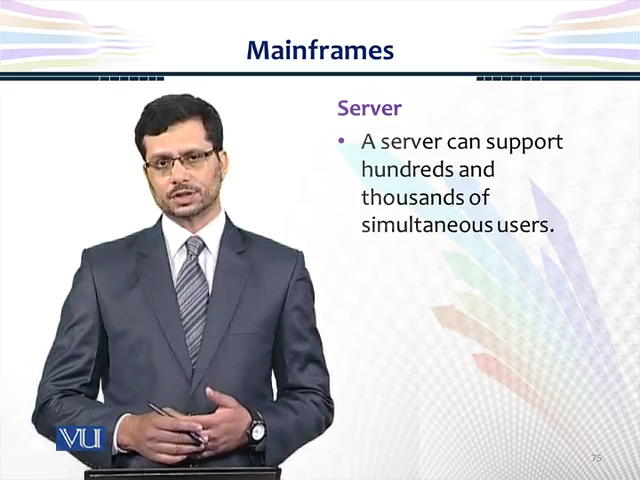 Mainframes
Server
• A server can support
hundreds and
thousands of
simultaneous users.
VU
75